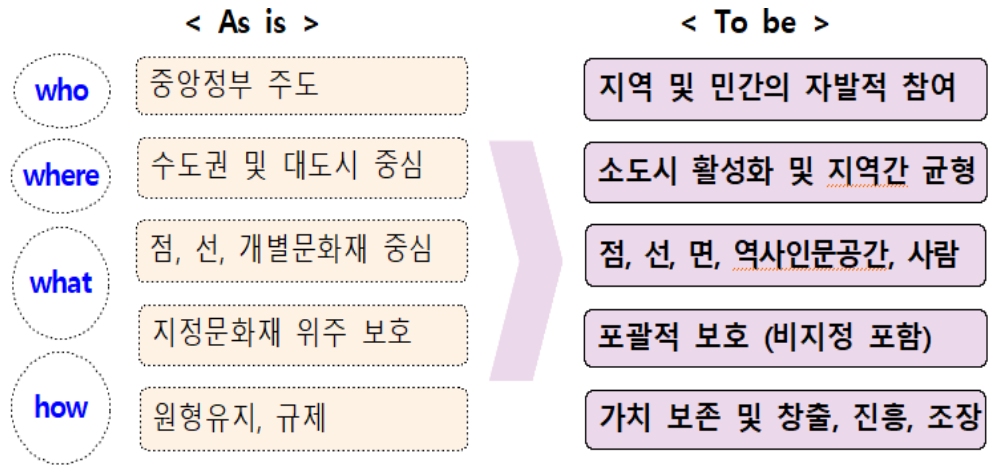 < As is >
< To be >
who
중앙정부 주도
지역 및 민간의 자발적 참여
where
수도권 및 대도시 중심
소도시 활성화 및 지역간 균형
what
점, 선, 개별문화재 중심
점, 선, 면, 역사인문공간, 사람
지정문화재 위주 보호
포괄적 보호 (비지정 포함)
how
원형유지, 규제
가치 보존 및 창출, 진흥, 조장